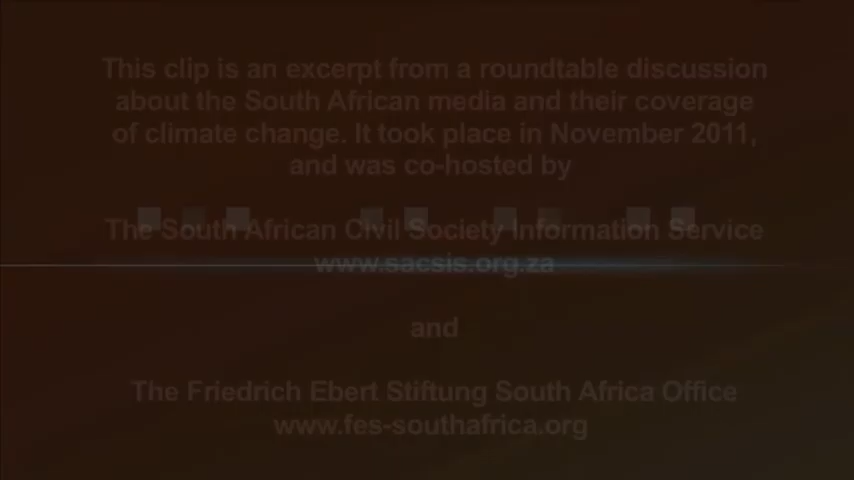 This clip is an excerpt from a roundtable discussion
about the South African media and their coverage
of climate change. It took place in November 2011,
and was co-hosted by
The South African Civil Society Information Service
www.sacsis.org.za
and
The Friedrich Ebert Stiftung South Africa Office
www.fes-southafrica.org